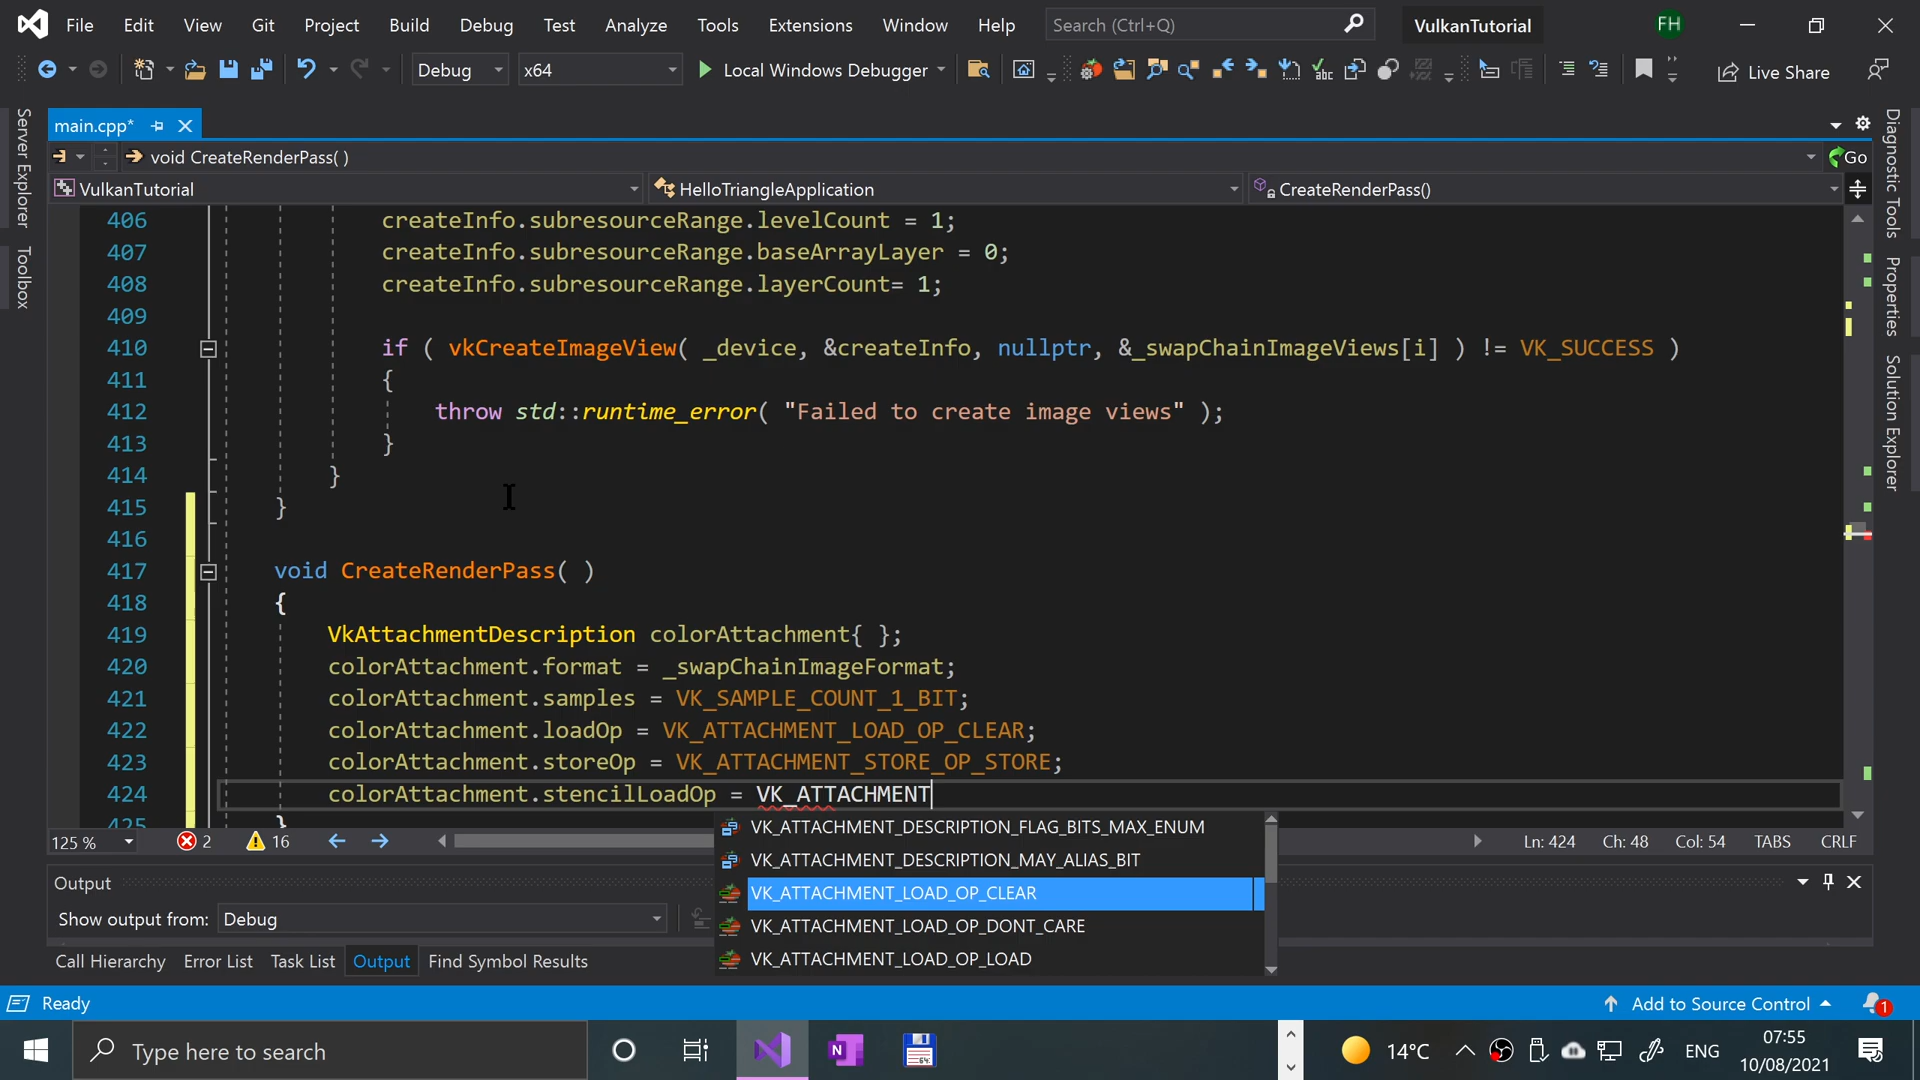 File Edit View Git Project Build Debug Test Analyze Tools Extensions Window Help Search (Ctrl+Q) VulkanTutorial FH
Debug x64 Local Windows Debugger Live Share
main.cpp*
void CreateRenderPass( ) Go
VulkanTutorial HelloTriangleApplication CreateRenderPass()
Server Explorer
Toolbox
406 createInfo.subresourceRange.levelCount = 1;
407 createInfo.subresourceRange.baseArrayLayer = 0;
408 createInfo.subresourceRange.layerCount= 1;
409
410 if ( vkCreateImageView( _device, &createInfo, nullptr, &_swapChainImageViews[i] ) != VK_SUCCESS )
411 {
412 throw std::runtime_error( "Failed to create image views" );
413 }
414 }
415 }
416
417 void CreateRenderPass( )
418 {
419 VkAttachmentDescription colorAttachment{ };
420 colorAttachment.format = _swapChainImageFormat;
421 colorAttachment.samples = VK_SAMPLE_COUNT_1_BIT;
422 colorAttachment.loadOp = VK_ATTACHMENT_LOAD_OP_CLEAR;
423 colorAttachment.storeOp = VK_ATTACHMENT_STORE_OP_STORE;
424 colorAttachment.stencilLoadOp = VK_ATTACHMENT
425 }
Diagnostic Tools
Properties
Solution Explorer
125 % 2 16 Ln: 424 Ch: 48 Col: 54 TABS CRLF
VK_ATTACHMENT_DESCRIPTION_FLAG_BITS_MAX_ENUM
VK_ATTACHMENT_DESCRIPTION_MAY_ALIAS_BIT
VK_ATTACHMENT_LOAD_OP_CLEAR
VK_ATTACHMENT_LOAD_OP_DONT_CARE
VK_ATTACHMENT_LOAD_OP_LOAD
Output
Show output from: Debug
Call Hierarchy Error List Task List Output Find Symbol Results
Ready Add to Source Control 1
Type here to search 14°C ENG 07:55
10/08/2021